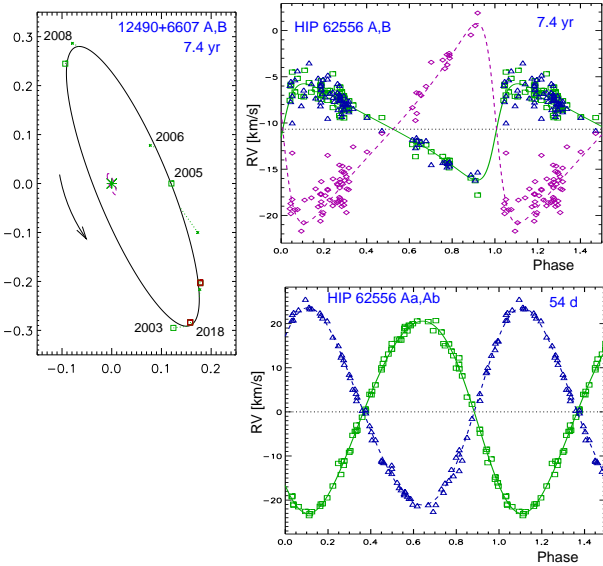 12490+6607 A,B
7.4 yr
2008
2006
2005
2003
2018
0.3
0.2
0.1
0.0
−0.1
−0.2
−0.3
−0.1 0.0 0.1 0.2
HIP 62556 A,B
7.4 yr
RV [km/s]
0
−5
−10
−15
−20
0.0 0.2 0.4 0.6 0.8 1.0 1.2 1.4
Phase
HIP 62556 Aa,Ab
54 d
RV [km/s]
20
10
0
−10
−20
0.0 0.2 0.4 0.6 0.8 1.0 1.2 1.4
Phase